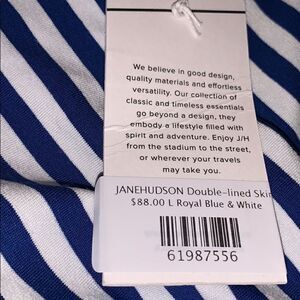 We believe in good design,
quality materials and effortless
versatility. Our collection of
classic and timeless essentials
go beyond a design, they
embody a lifestyle filled with
spirit and adventure. Enjoy J/H
from the stadium to the street,
or wherever your travels
may take you.
JANEHUDSON Double-lined Skir
$88.00 L Royal Blue & White
61987556